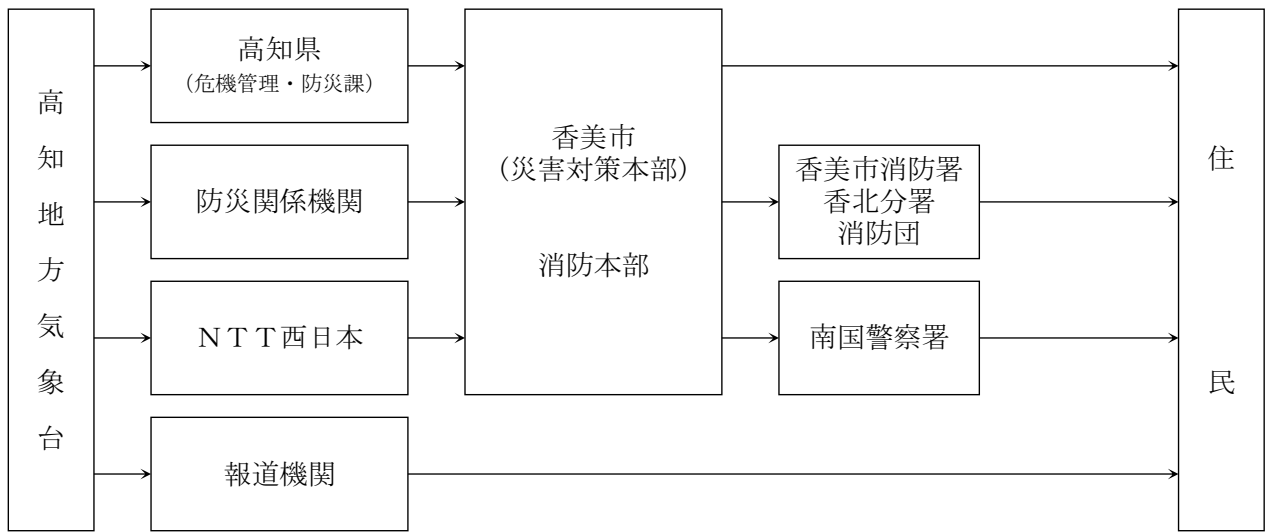 高知地方気象台
高知県
(危機管理・防災課)
防災関係機関
ＮＴＴ西日本
報道機関
香美市
(災害対策本部)
消防本部
香美市消防署
香北分署
消防団
南国警察署
住民